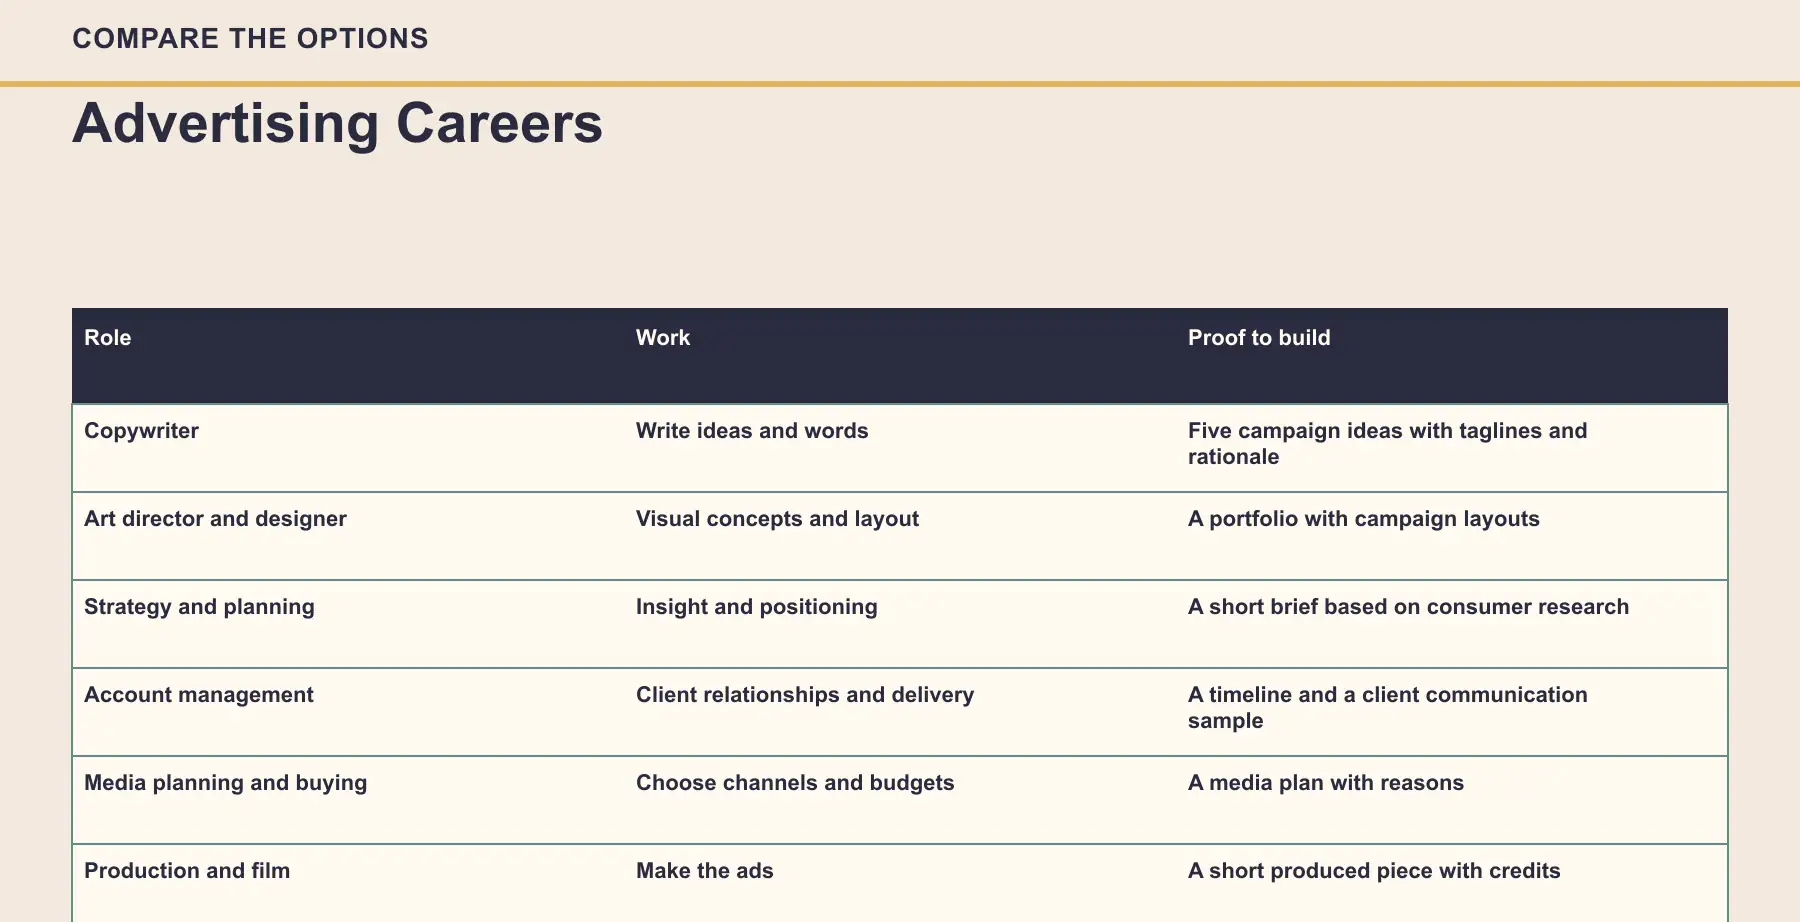 COMPARE THE OPTIONS
Advertising Careers
Role Work Proof to build
Copywriter Write ideas and words Five campaign ideas with taglines and
rationale
Art director and designer Visual concepts and layout A portfolio with campaign layouts
Strategy and planning Insight and positioning A short brief based on consumer research
Account management Client relationships and delivery A timeline and a client communication
sample
Media planning and buying Choose channels and budgets A media plan with reasons
Production and film Make the ads A short produced piece with credits